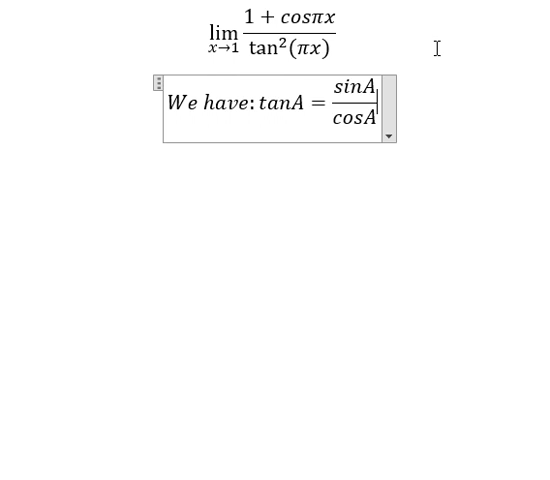 lim x→1 (1 + cosπx)/(tan²(πx))
We have: tanA = sinA/cosA